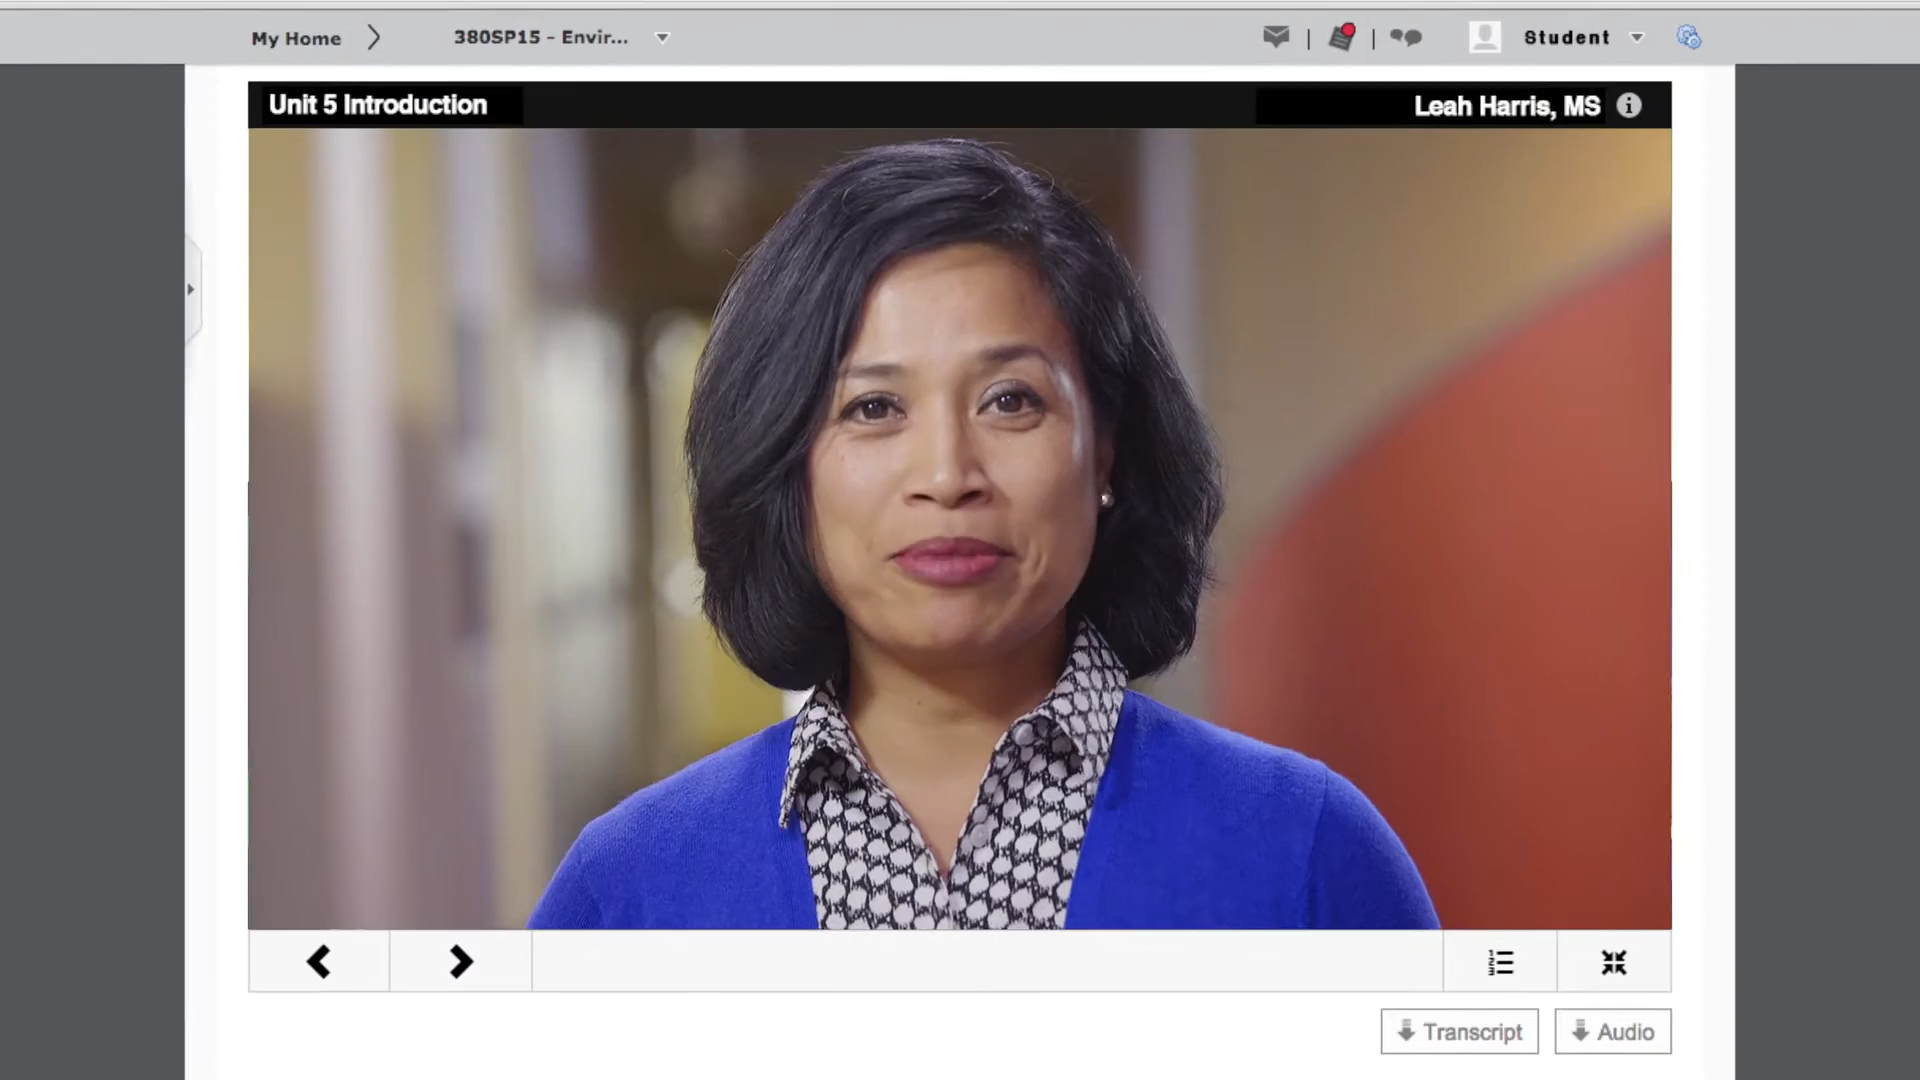 My Home
380SP15 - Envir...
Student
Unit 5 Introduction
Leah Harris, MS
Transcript
Audio